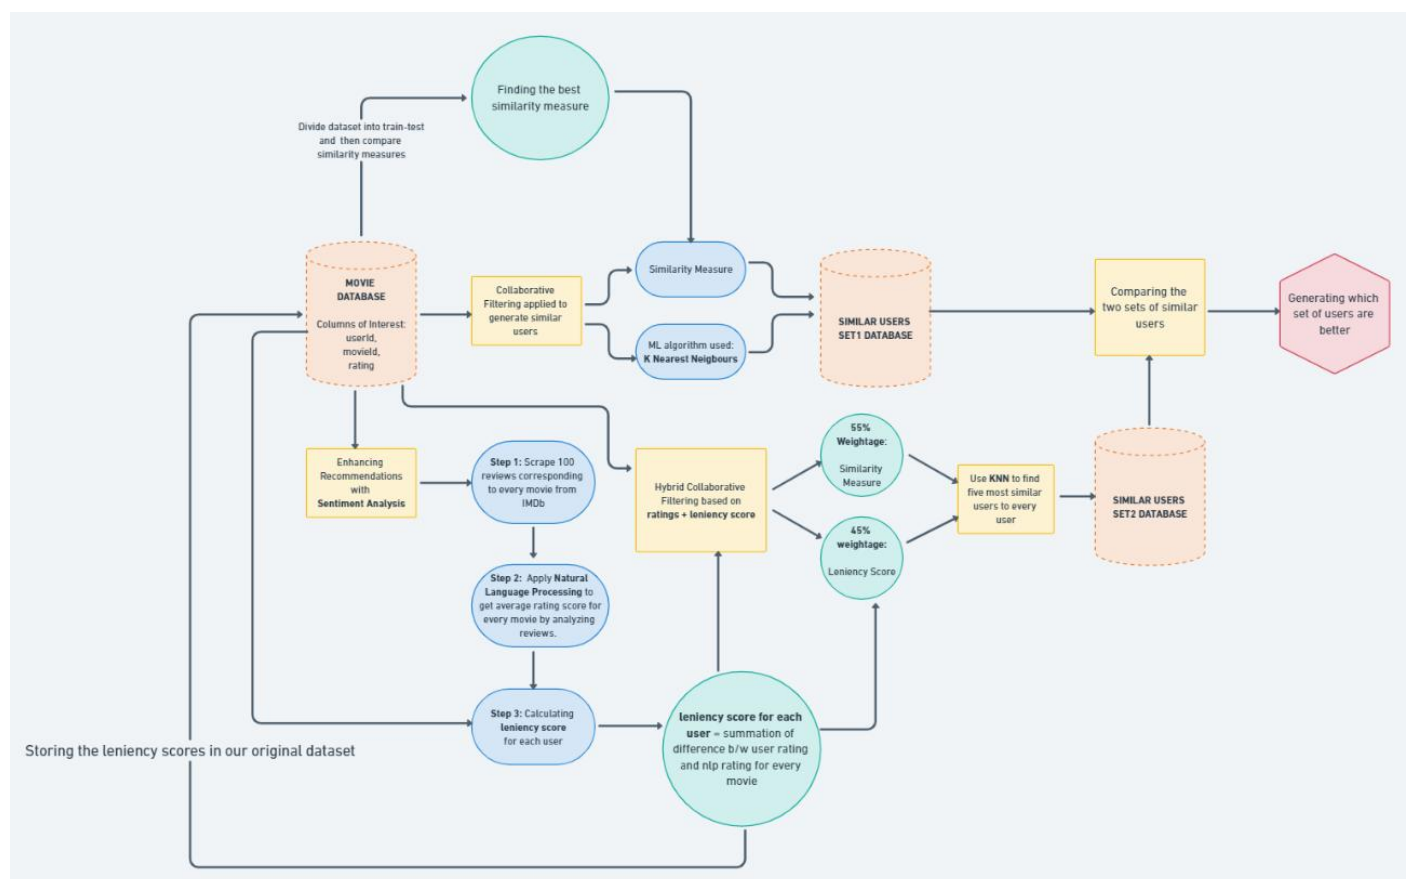 Finding the best
similarity measure
Divide dataset into train-test
and then compare
similarity measures
MOVIE
DATABASE
Columns of Interest:
userId,
movieId,
rating
Collaborative
Filtering applied to
generate similar
users
Similarity Measure
ML algorithm used:
K Nearest Neigbours
SIMILAR USERS
SET1 DATABASE
Comparing the
two sets of similar
users
Generating which
set of users are
better
Enhancing
Recommendations
with
Sentiment Analysis
Step 1: Scrape 100
reviews corresponding
to every movie from
IMDb
Hybrid Collaborative
Filtering based on
ratings + leniency score
55%
Weightage:
Similarity
Measure
45%
weightage:
Leniency Score
Use KNN to find
five most similar
users to every
user
SIMILAR USERS
SET2 DATABASE
Step 2: Apply Natural
Language Processing to
get average rating score for
every movie by analyzing
reviews.
Step 3: Calculating
leniency score
for each user
leniency score for each
user = summation of
difference b/w user rating
and nlp rating for every
movie
Storing the leniency scores in our original dataset